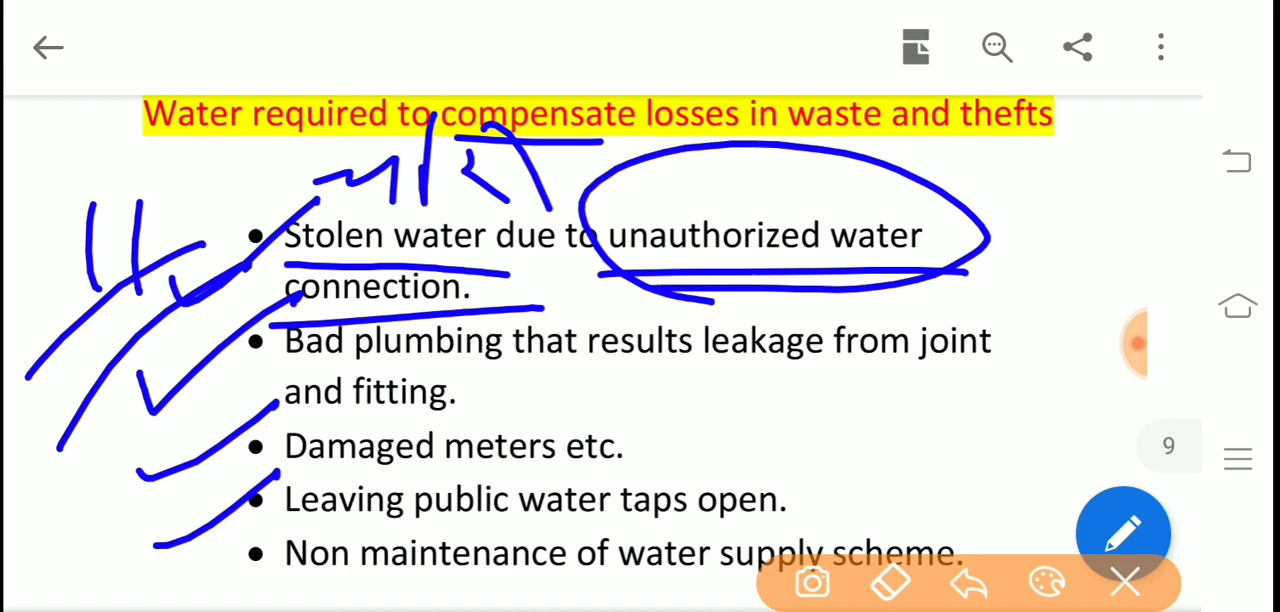 Water required to compensate losses in waste and thefts
• Stolen water due to unauthorized water
connection.
• Bad plumbing that results leakage from joint
and fitting.
• Damaged meters etc.
9
• Leaving public water taps open.
• Non maintenance of water supply scheme.